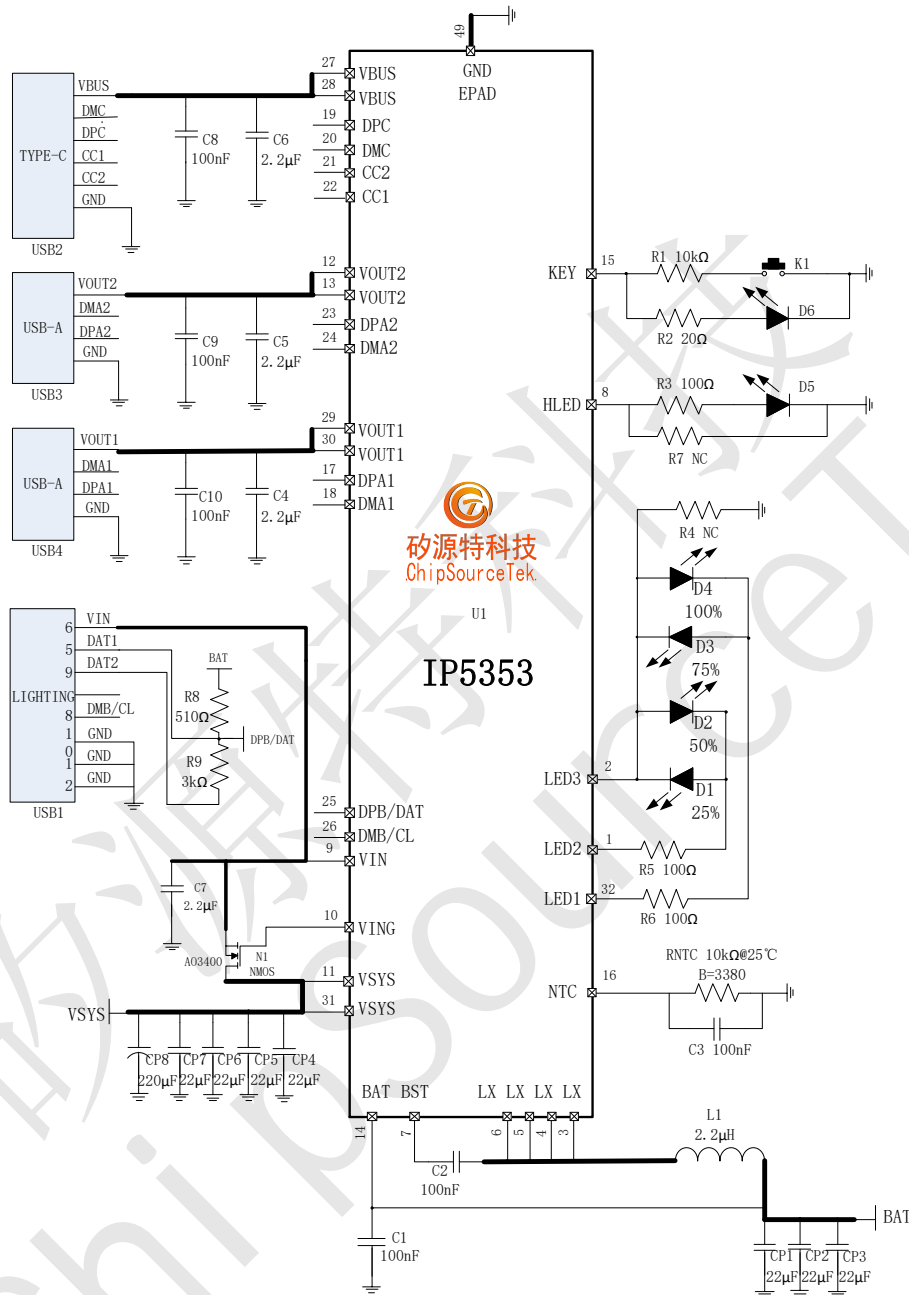 49
GND
EPAD
27
VBUS
28
VBUS
19
DPC
20
DMC
21
CC2
22
CC1
VBUS
DMC
DPC
CC1
CC2
GND
TYPE-C
USB2
C8
100nF
C6
2.2μF
12
VOUT2
13
VOUT2
23
DPA2
24
DMA2
VOUT2
DMA2
DPA2
GND
USB-A
USB3
C9
100nF
C5
2.2μF
29
VOUT1
30
VOUT1
17
DPA1
18
DMA1
VOUT1
DMA1
DPA1
GND
USB-A
USB4
C10
100nF
C4
2.2μF
矽源特科技
ChipSourceTek
U1
IP5353
KEY
15
R1 10kΩ
K1
R2 20Ω
D6
HLED
8
R3 100Ω
D5
R7 NC
R4 NC
D4
100%
D3
75%
D2
50%
D1
25%
LED3
2
LED2
1
R5 100Ω
LED1
32
R6 100Ω
NTC
16
RNTC 10kΩ@25℃
B=3380
C3 100nF
LIGHTING
6
VIN
5
DAT1
9
DAT2
8
DMB/CL
1
0
GND
1
GND
2
GND
USB1
BAT
R8
510Ω
DPB/DAT
R9
3kΩ
25
DPB/DAT
26
DMB/CL
9
VIN
C7
2.2μF
10
VING
AO3400
N1
NMOS
11
VSYS
31
VSYS
VSYS
CP8
220μF
CP7
22μF
CP6
22μF
CP5
22μF
CP4
22μF
BAT
BST
LX
LX
LX
LX
14
7
6
5
4
3
C2
100nF
L1
2.2μH
C1
100nF
BAT
CP1
22μF
CP2
22μF
CP3
22μF
矽源特科技
ChipSourceT